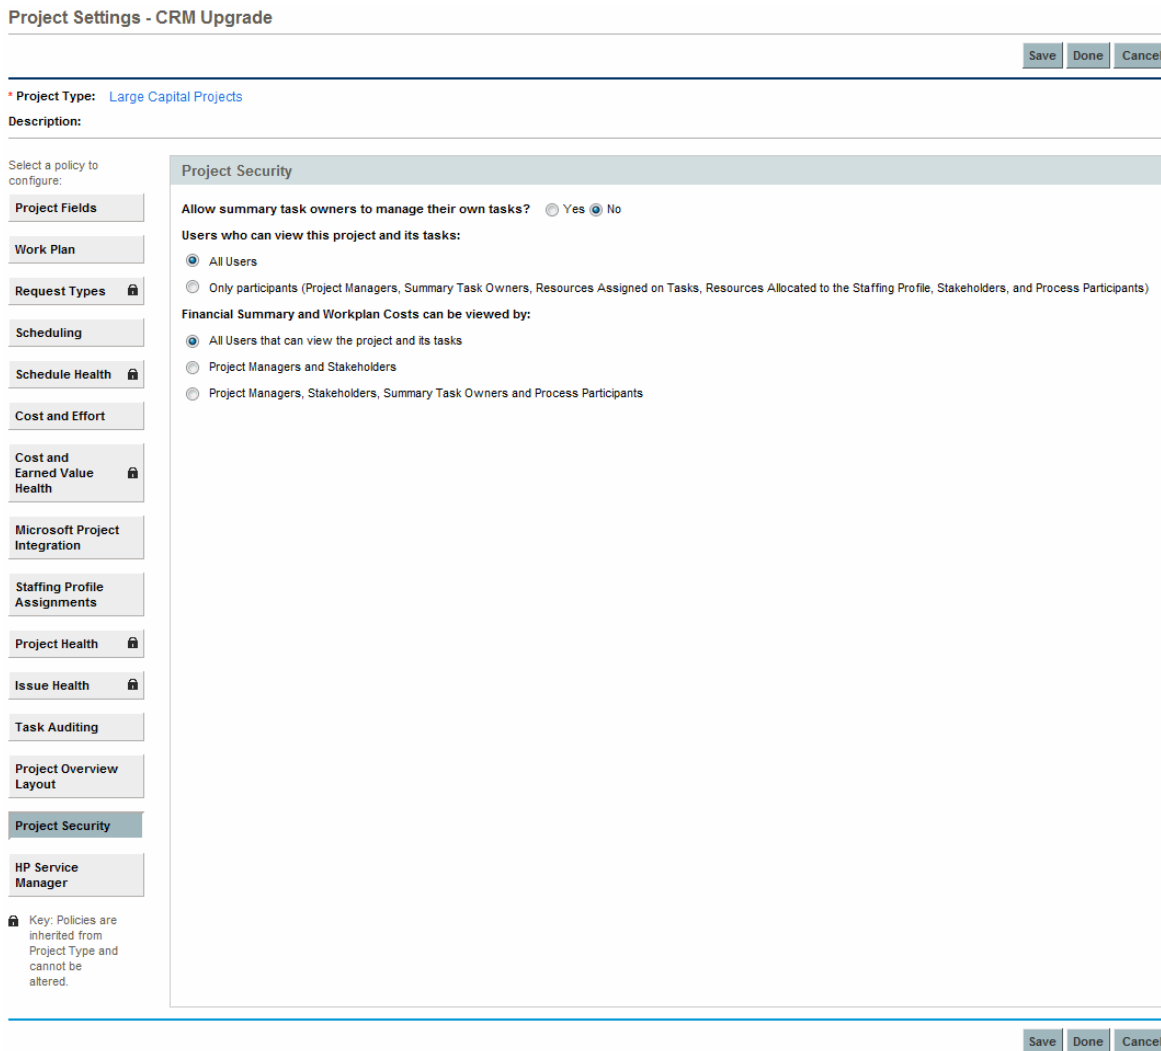 Project Settings - CRM Upgrade
Save Done Cancel
* Project Type: Large Capital Projects
Description:
Select a policy to
configure:
Project Fields
Work Plan
Request Types
Scheduling
Schedule Health
Cost and Effort
Cost and
Earned Value
Health
Microsoft Project
Integration
Staffing Profile
Assignments
Project Health
Issue Health
Task Auditing
Project Overview
Layout
Project Security
HP Service
Manager
Key: Policies are
inherited from
Project Type and
cannot be
altered.
Project Security
Allow summary task owners to manage their own tasks? Yes No
Users who can view this project and its tasks:
All Users
Only participants (Project Managers, Summary Task Owners, Resources Assigned on Tasks, Resources Allocated to the Staffing Profile, Stakeholders, and Process Participants)
Financial Summary and Workplan Costs can be viewed by:
All Users that can view the project and its tasks
Project Managers and Stakeholders
Project Managers, Stakeholders, Summary Task Owners and Process Participants
Save Done Cancel